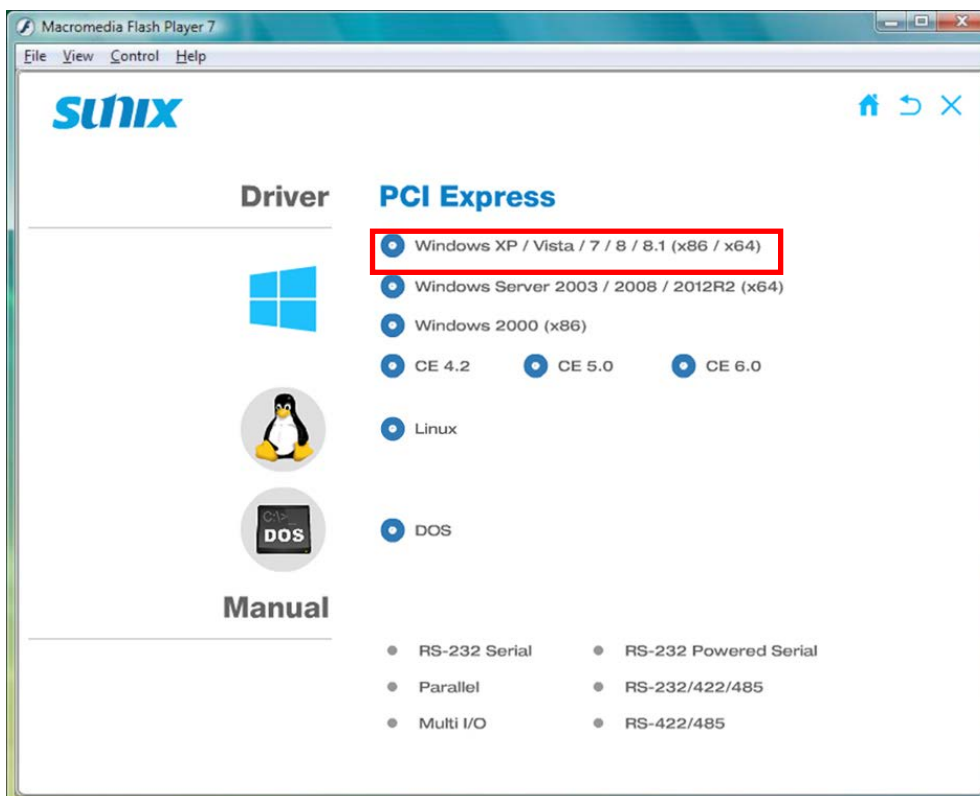 Macromedia Flash Player 7
File View Control Help
SUNIX
Driver PCI Express
Windows XP / Vista / 7 / 8 / 8.1 (x86 / x64)
Windows Server 2003 / 2008 / 2012R2 (x64)
Windows 2000 (x86)
CE 4.2 CE 5.0 CE 6.0
Linux
C:\>_
DOS DOS
Manual
RS-232 Serial RS-232 Powered Serial
Parallel RS-232/422/485
Multi I/O RS-422/485